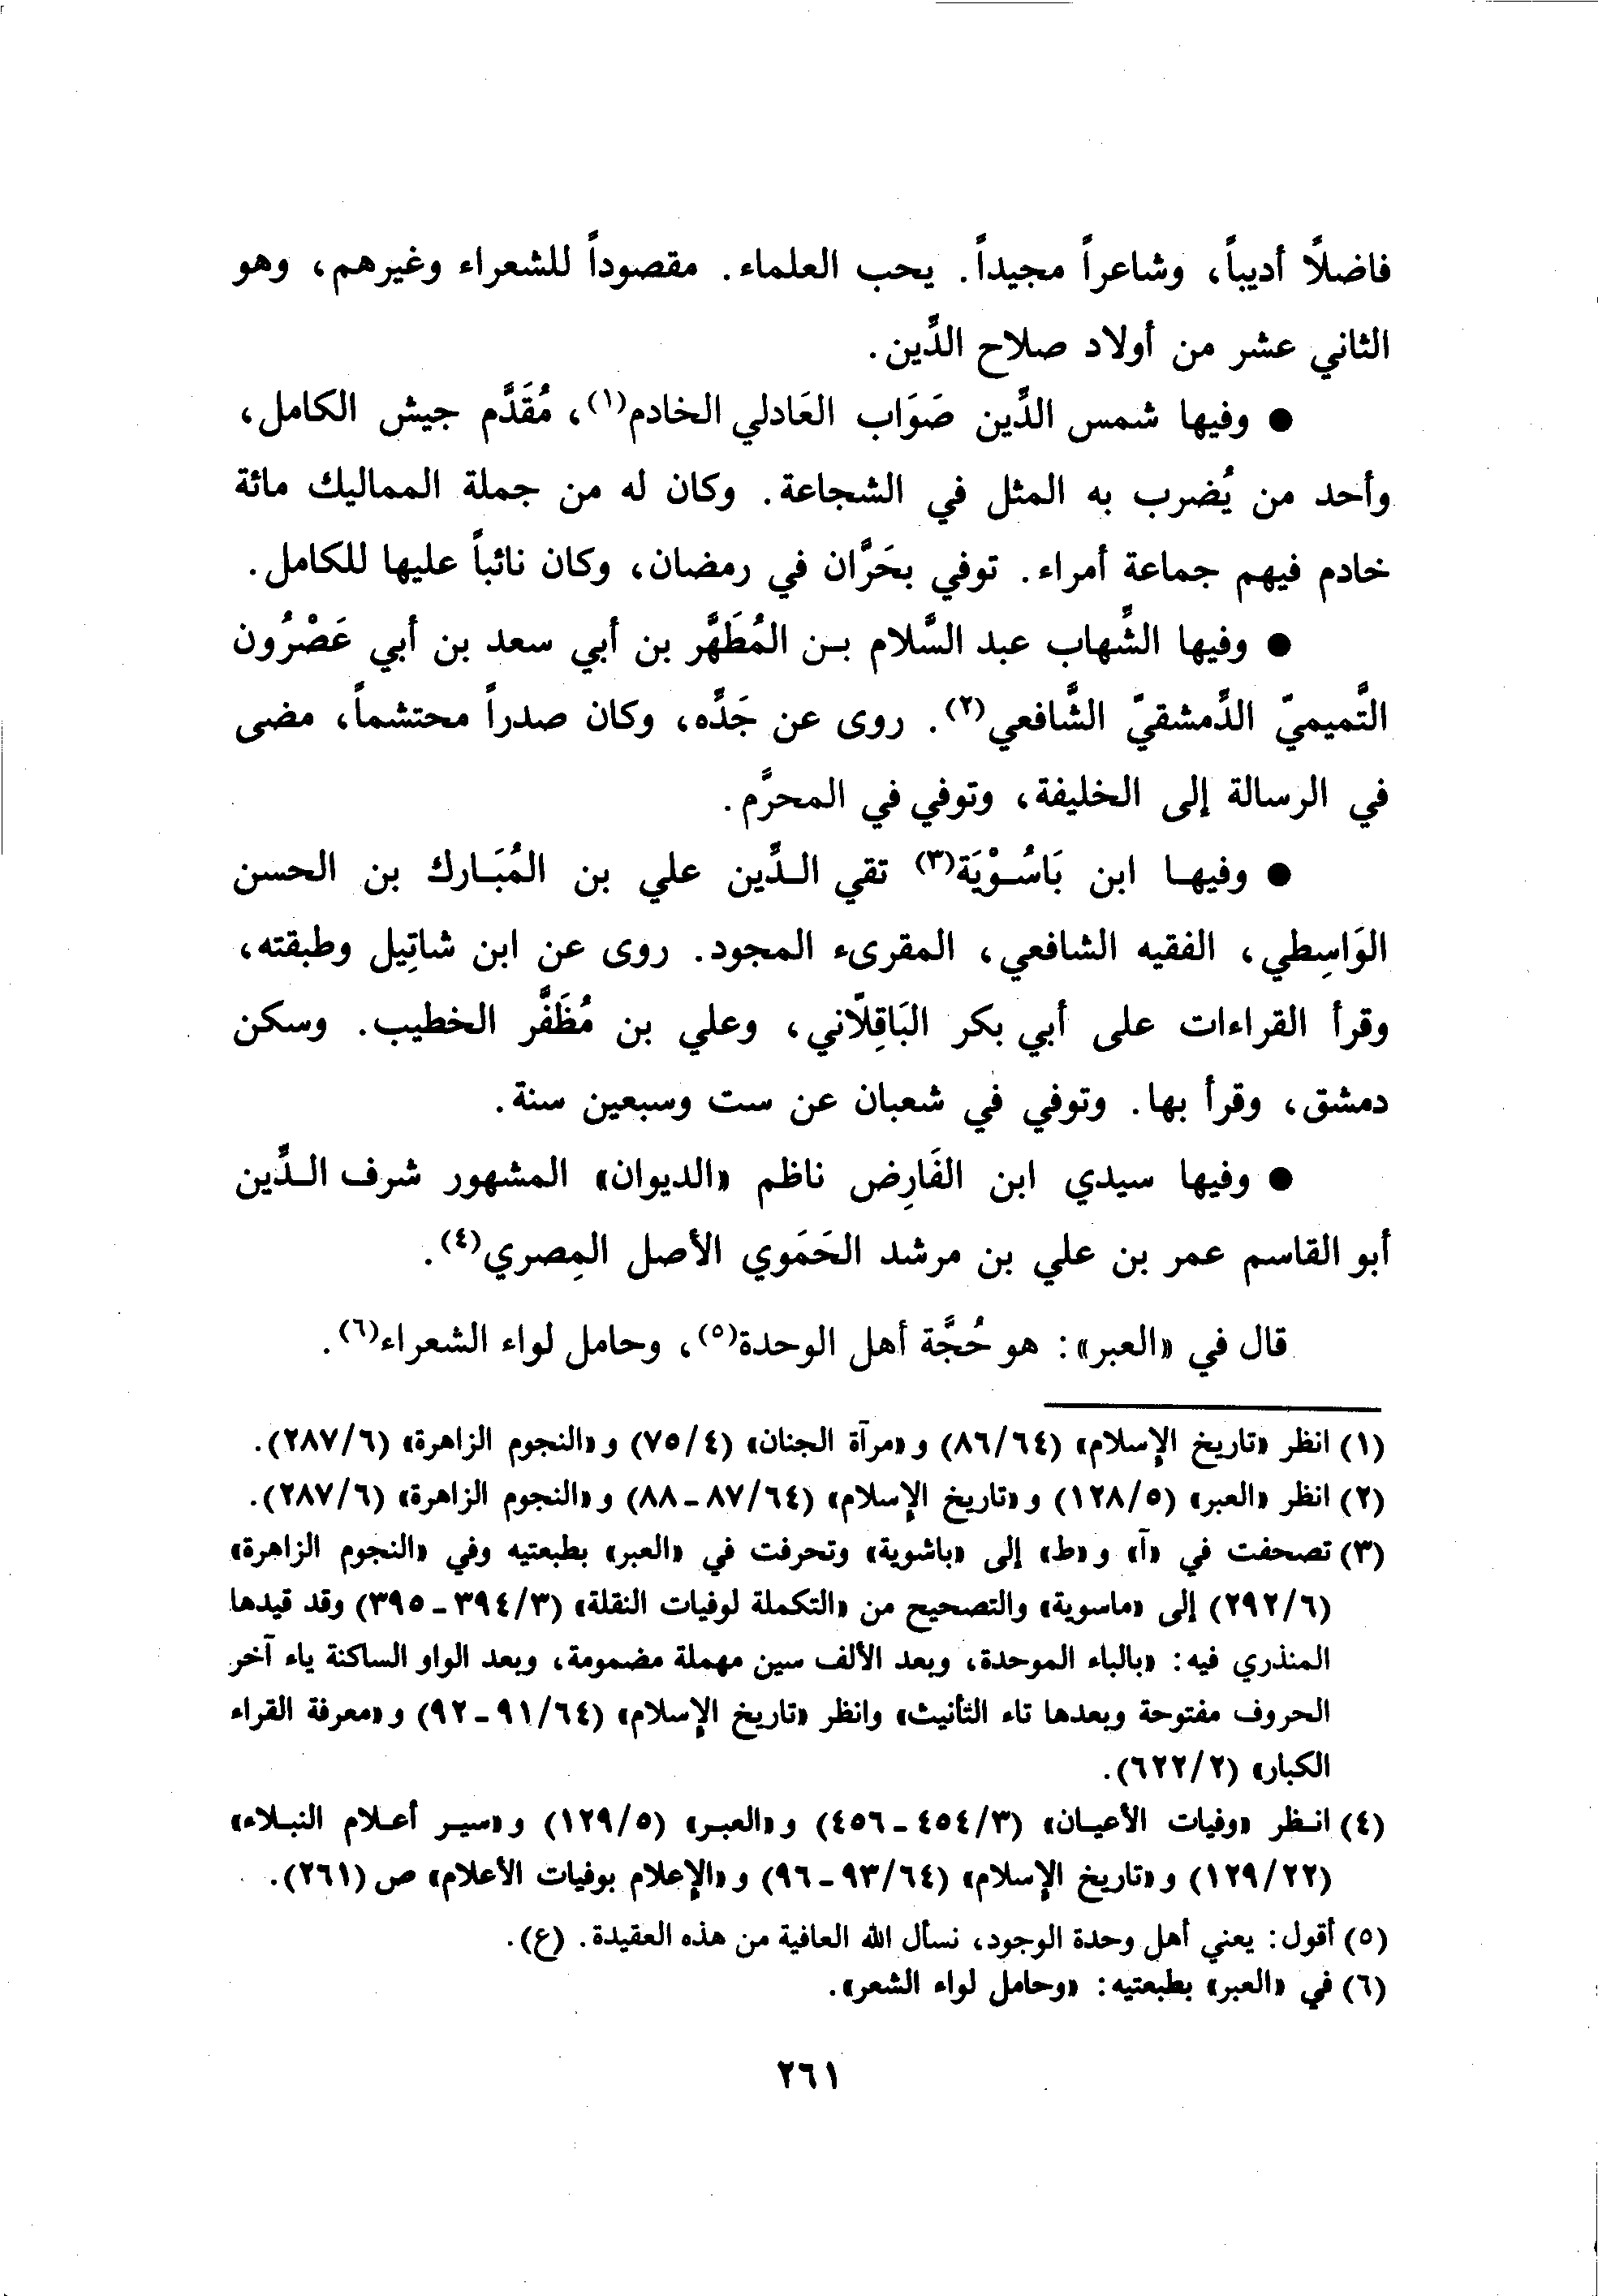 فاضلًا أديباً، وشاعراً مجيداً. يحب العلماء. مقصوداً للشعراء وغيرهم، وهو
الثاني عشر من أولاد صلاح الدِّين.
● وفيها شمس الدِّين صَوَاب العَادلي الخادم(١)، مُقَدَّم جيش الكامل،
وأحد من يُضرب به المثل في الشجاعة. وكان له من جملة المماليك مائة
خادم فيهم جماعة أمراء. توفي بحَرَّان في رمضان، وكان نائباً عليها للكامل.
● وفيها الشِّهاب عبد السَّلام بن المُطَهَّر بن أبي سعد بن أبي عَصْرُون
التَّميميّ الدِّمشقيّ الشَّافعي(٢). روى عن جَدِّه، وكان صدراً محتشماً، مضى
في الرسالة إلى الخليفة، وتوفي في المحرَّم.
● وفيها ابن بَاسُوْيَة(٣) تقي الدِّين علي بن المُبَارك بن الحسن
الوَاسِطي، الفقيه الشافعي، المقرىء المجود. روى عن ابن شاتِيل وطبقته،
وقرأ القراءات على أبي بكر البَاقِلّاني، وعلي بن مُظَفَّر الخطيب. وسكن
دمشق، وقرأ بها. وتوفي في شعبان عن ست وسبعين سنة.
● وفيها سيدي ابن الفَارِض ناظم «الديوان» المشهور شرف الدِّين
أبو القاسم عمر بن علي بن مرشد الحَمَوي الأصل المِصري(٤).
قال في «العبر»: هو حُجَّة أهل الوحدة(٥)، وحامل لواء الشعراء(٦).
(١) انظر «تاريخ الإسلام» (٨٦/٦٤) و«مرآة الجنان» (٧٥/٤) و«النجوم الزاهرة» (٢٨٧/٦).
(٢) انظر «العبر» (١٢٨/٥) و«تاريخ الإسلام» (٨٧/٦٤ - ٨٨) و«النجوم الزاهرة» (٢٨٧/٦).
(٣) تصحفت في «آ» و«ط» إلى «باشوية» وتحرفت في «العبر» بطبعتيه وفي «النجوم الزاهرة»
(٢٩٢/٦) إلى «ماسوية» والتصحيح من «التكملة لوفيات النقلة» (٣٩٤/٣ - ٣٩٥) وقد قيدها
المنذري فيه: «بالباء الموحدة، وبعد الألف سين مهملة مضمومة، وبعد الواو الساكنة ياء آخر
الحروف مفتوحة وبعدها تاء التأنيث» وانظر «تاريخ الإسلام» (٩١/٦٤ - ٩٢) و«معرفة القراء
الكبار» (٦٢٢/٢).
(٤) انظر «وفيات الأعيان» (٤٥٤/٣ - ٤٥٦) و«العبر» (١٢٩/٥) و«سير أعلام النبلاء»
(١٢٩/٢٢) و«تاريخ الإسلام» (٩٣/٦٤ - ٩٦) و«الإعلام بوفيات الأعلام» ص (٢٦١).
(٥) أقول: يعني أهل وحدة الوجود، نسأل الله العافية من هذه العقيدة. (ع).
(٦) في «العبر» بطبعتيه: «وحامل لواء الشعر».
٢٦١